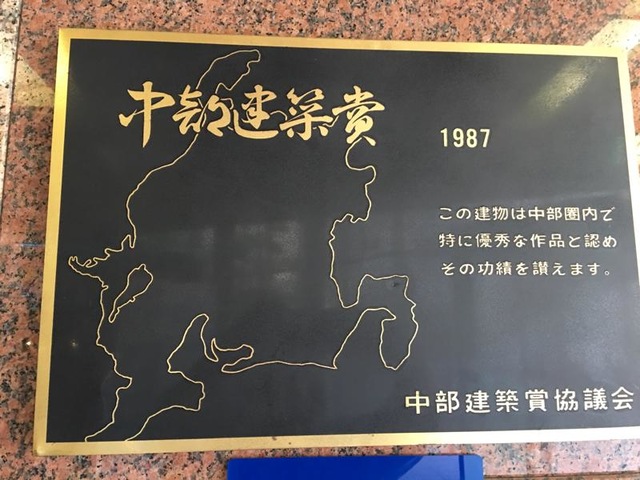 中部建築賞
1987
この建物は中部圏内で
特に優秀な作品と認め
その功績を讃えます。
中部建築賞協議会